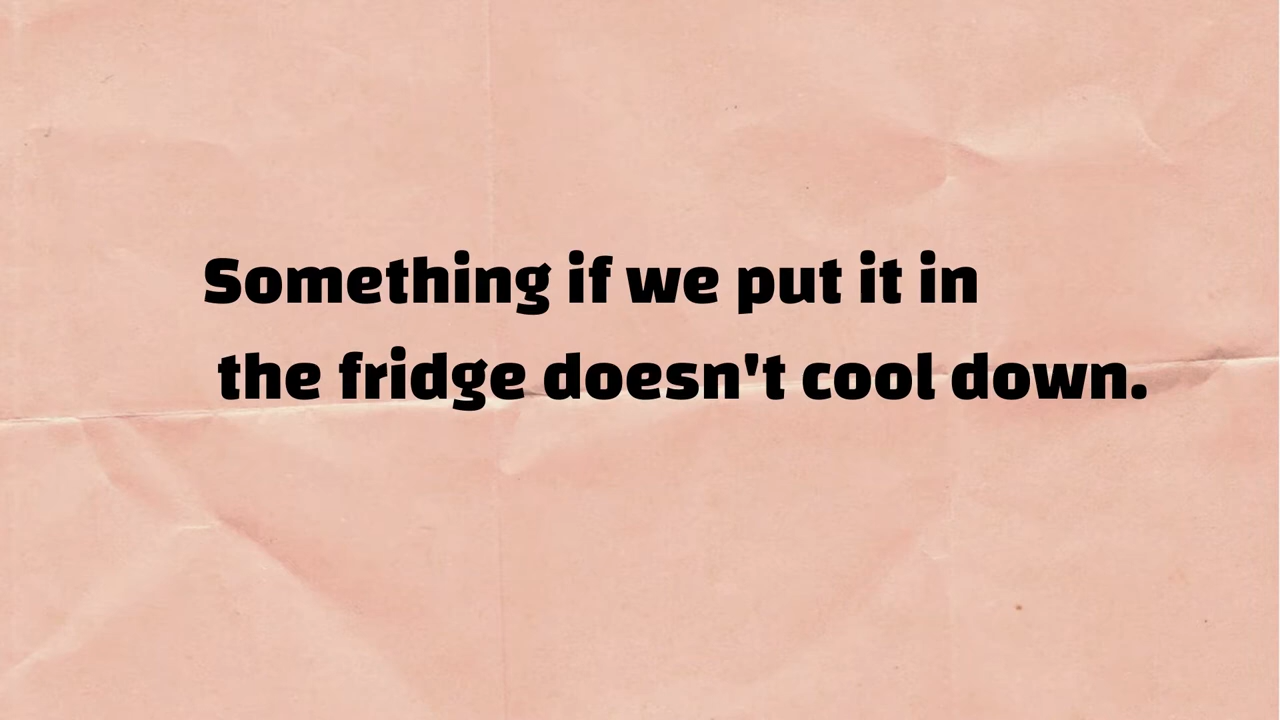 Something if we put it in
the fridge doesn't cool down.